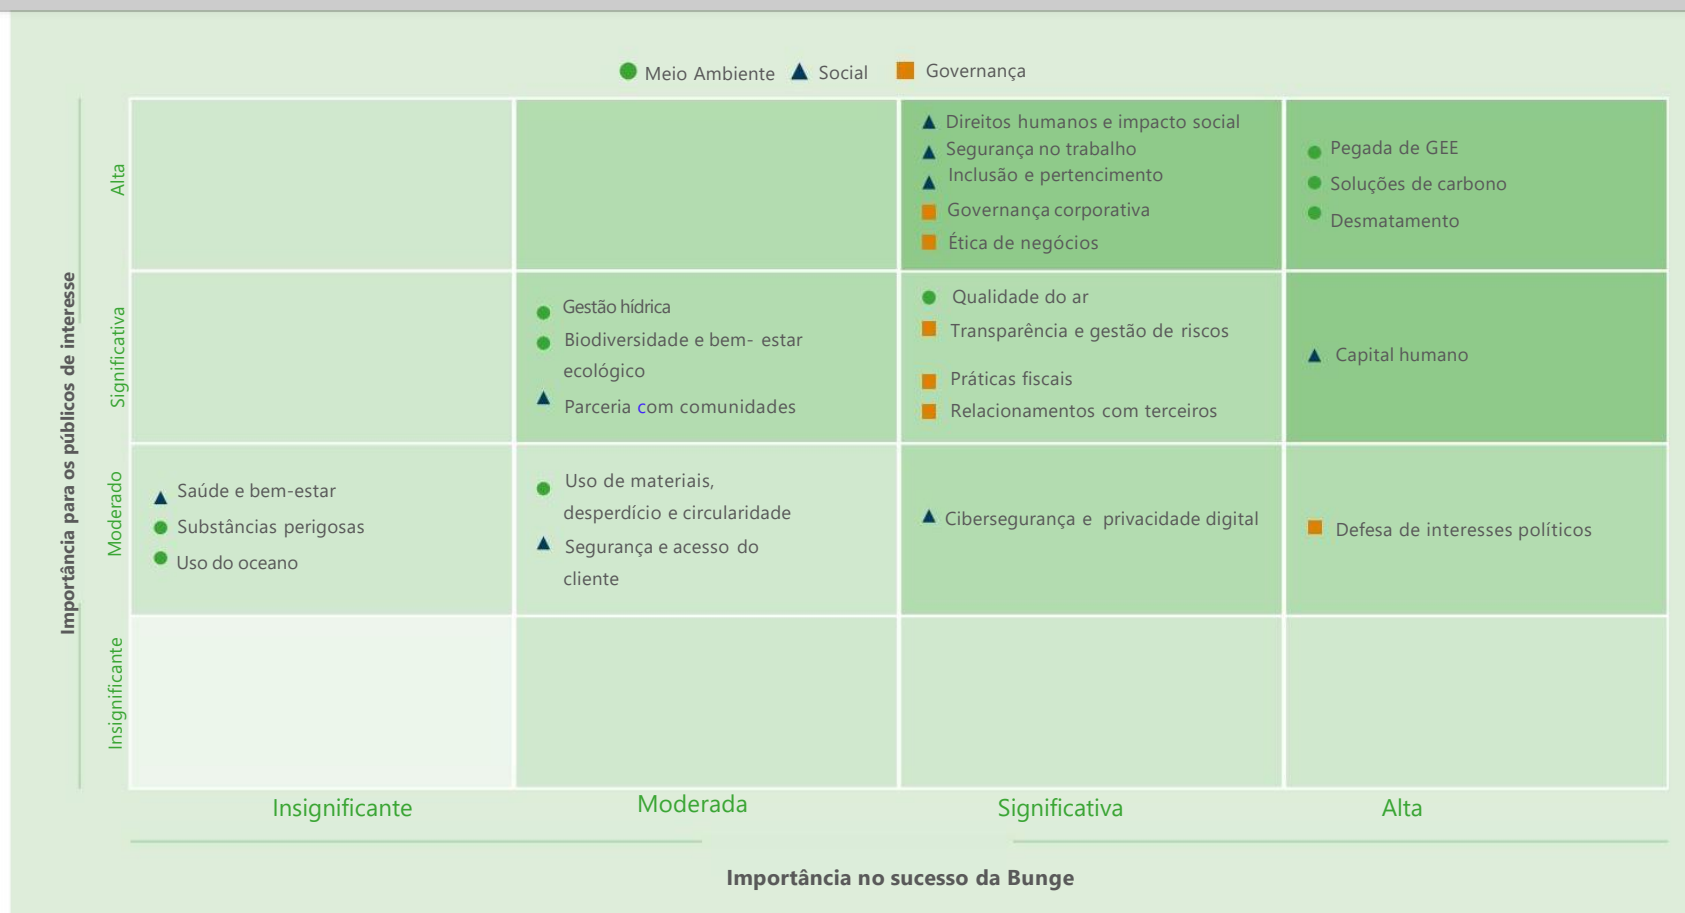 Meio Ambiente Social Governança
Importância para os públicos de interesse
Alta
Direitos humanos e impacto social
Segurança no trabalho
Inclusão e pertencimento
Governança corporativa
Ética de negócios
Pegada de GEE
Soluções de carbono
Desmatamento
Significativa
Gestão hídrica
Biodiversidade e bem- estar
ecológico
Parceria com comunidades
Qualidade do ar
Transparência e gestão de riscos
Práticas fiscais
Relacionamentos com terceiros
Capital humano
Moderado
Saúde e bem-estar
Substâncias perigosas
Uso do oceano
Uso de materiais,
desperdício e circularidade
Segurança e acesso do
cliente
Cibersegurança e privacidade digital
Defesa de interesses políticos
Insignificante
Insignificante Moderada Significativa Alta
Importância no sucesso da Bunge